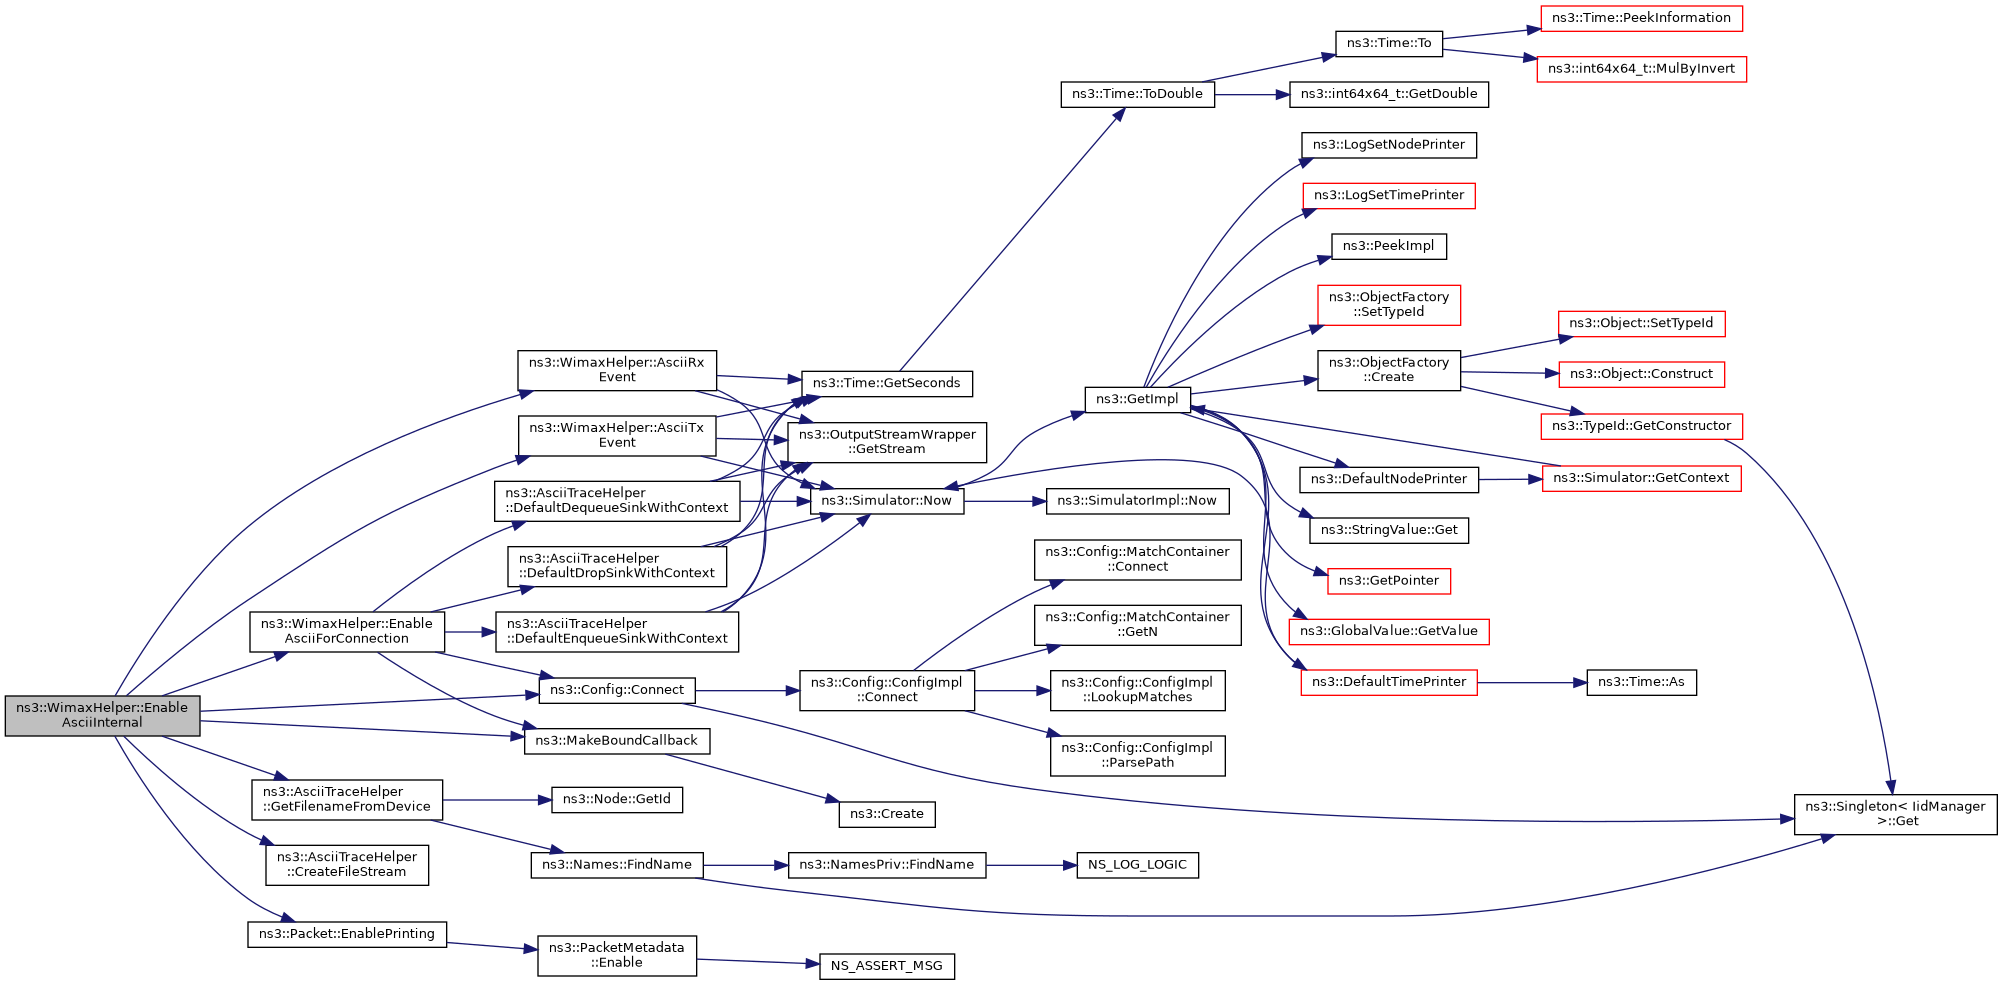 ns3::WimaxHelper::Enable
AsciiInternal
ns3::WimaxHelper::AsciiRx
Event
ns3::WimaxHelper::AsciiTx
Event
ns3::AsciiTraceHelper
::DefaultDequeueSinkWithContext
ns3::AsciiTraceHelper
::DefaultDropSinkWithContext
ns3::WimaxHelper::Enable
AsciiForConnection
ns3::AsciiTraceHelper
::DefaultEnqueueSinkWithContext
ns3::Config::Connect
ns3::MakeBoundCallback
ns3::AsciiTraceHelper
::GetFilenameFromDevice
ns3::Node::GetId
ns3::AsciiTraceHelper
::CreateFileStream
ns3::Names::FindName
ns3::Packet::EnablePrinting
ns3::PacketMetadata
::Enable
NS_ASSERT_MSG
ns3::Time::GetSeconds
ns3::OutputStreamWrapper
::GetStream
ns3::Simulator::Now
ns3::Config::ConfigImpl
::Connect
ns3::Create
ns3::NamesPriv::FindName
NS_LOG_LOGIC
ns3::Time::ToDouble
ns3::GetImpl
ns3::SimulatorImpl::Now
ns3::Config::MatchContainer
::Connect
ns3::Config::MatchContainer
::GetN
ns3::Config::ConfigImpl
::LookupMatches
ns3::Config::ConfigImpl
::ParsePath
ns3::Time::To
ns3::int64x64_t::GetDouble
ns3::LogSetNodePrinter
ns3::LogSetTimePrinter
ns3::PeekImpl
ns3::ObjectFactory
::SetTypeId
ns3::ObjectFactory
::Create
ns3::DefaultNodePrinter
ns3::StringValue::Get
ns3::GetPointer
ns3::GlobalValue::GetValue
ns3::DefaultTimePrinter
ns3::Time::PeekInformation
ns3::int64x64_t::MulByInvert
ns3::Object::SetTypeId
ns3::Object::Construct
ns3::TypeId::GetConstructor
ns3::Simulator::GetContext
ns3::Time::As
ns3::Singleton< IidManager
>::Get